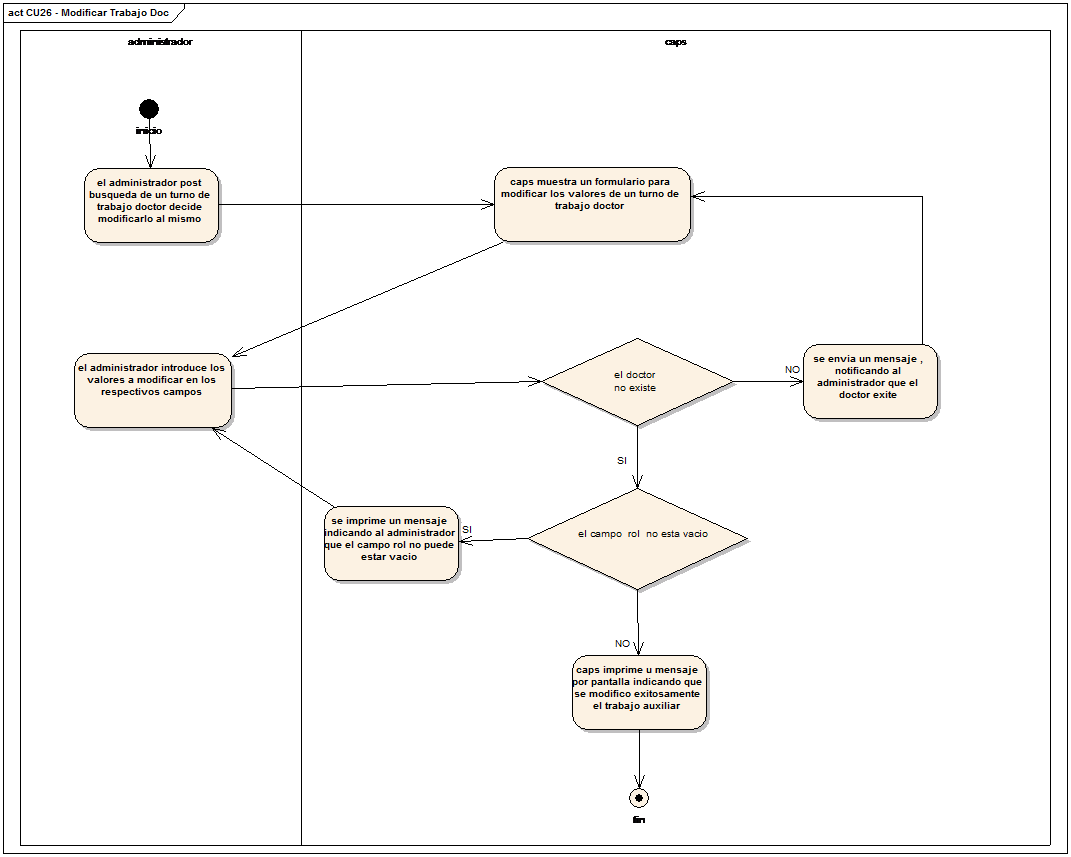 act CU26 - Modificar Trabajo Doc
administrador
caps
inicio
el administrador post
busqueda de un turno de
trabajo doctor decide
modificarlo al mismo
caps muestra un formulario para
modificar los valores de un turno de
trabajo doctor
el administrador introduce los
valores a modificar en los
respectivos campos
el doctor
no existe
NO
se envia un mensaje ,
notificando al
administrador que el
doctor exite
SI
el campo rol no esta vacio
SI
se imprime un mensaje
indicando al administrador
que el campo rol no puede
estar vacio
NO
caps imprime u mensaje
por pantalla indicando que
se modifico exitosamente
el trabajo auxiliar
fin